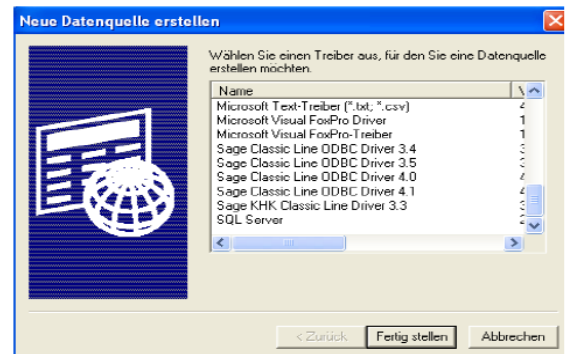 Neue Datenquelle erstellen
Wählen Sie einen Treiber aus, für den Sie eine Datenquelle
erstellen möchten.
Name
Microsoft Text-Treiber (*.txt; *.csv)
Microsoft Visual FoxPro Driver
Microsoft Visual FoxPro-Treiber
Sage Classic Line ODBC Driver 3.4
Sage Classic Line ODBC Driver 3.5
Sage Classic Line ODBC Driver 4.0
Sage Classic Line ODBC Driver 4.1
Sage KHK Classic Line Driver 3.3
SQL Server
< Zurück Fertig stellen Abbrechen